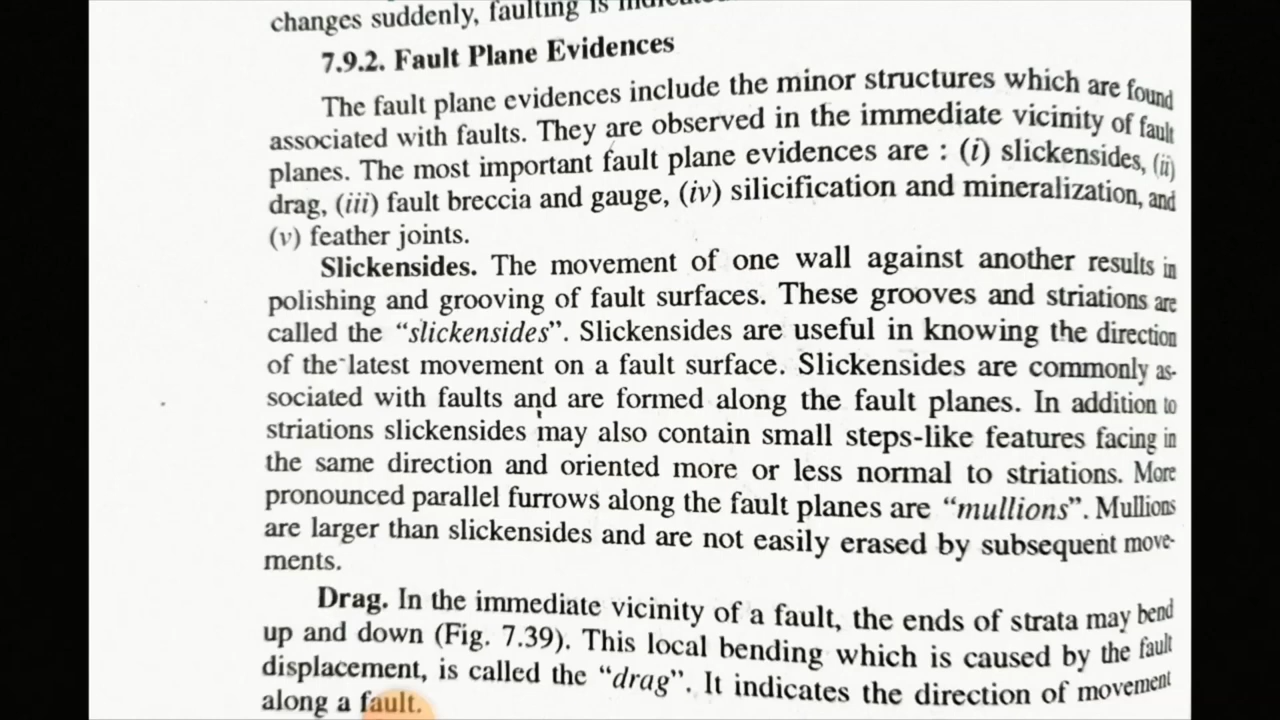 changes suddenly, faulting is
7.9.2. Fault Plane Evidences
The fault plane evidences include the minor structures which are found
associated with faults. They are observed in the immediate vicinity of fault
planes. The most important fault plane evidences are : (i) slickensides, (ii)
drag, (iii) fault breccia and gauge, (iv) silicification and mineralization, and
(v) feather joints.
Slickensides. The movement of one wall against another results in
polishing and grooving of fault surfaces. These grooves and striations are
called the “slickensides”. Slickensides are useful in knowing the direction
of the latest movement on a fault surface. Slickensides are commonly as-
sociated with faults and are formed along the fault planes. In addition to
striations slickensides may also contain small steps-like features facing in
the same direction and oriented more or less normal to striations. More
pronounced parallel furrows along the fault planes are “mullions”. Mullions
are larger than slickensides and are not easily erased by subsequent move-
ments.
Drag. In the immediate vicinity of a fault, the ends of strata may bend
up and down (Fig. 7.39). This local bending which is caused by the fault
displacement, is called the “drag”. It indicates the direction of movement
along a fault.